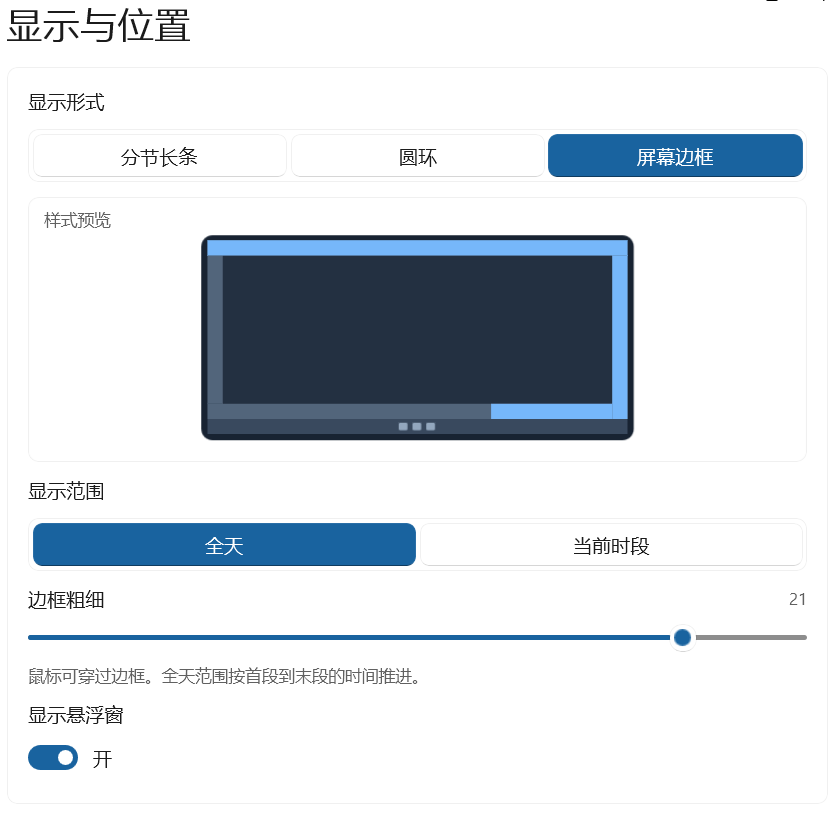 显示与位置
显示形式
分节长条
圆环
屏幕边框
样式预览
显示范围
全天
当前时段
边框粗细
21
鼠标可穿过边框。全天范围按首段到末段的时间推进。
显示悬浮窗
开